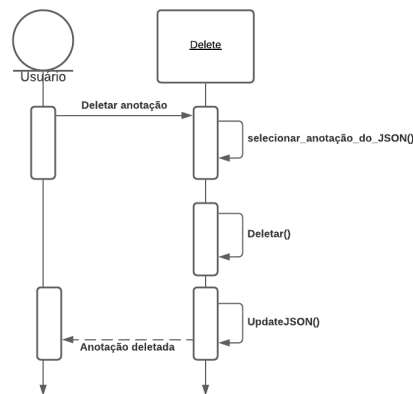 Delete
Usuário
Deletar anotação
selecionar_anotação_do_JSON()
Deletar()
UpdateJSON()
Anotação deletada